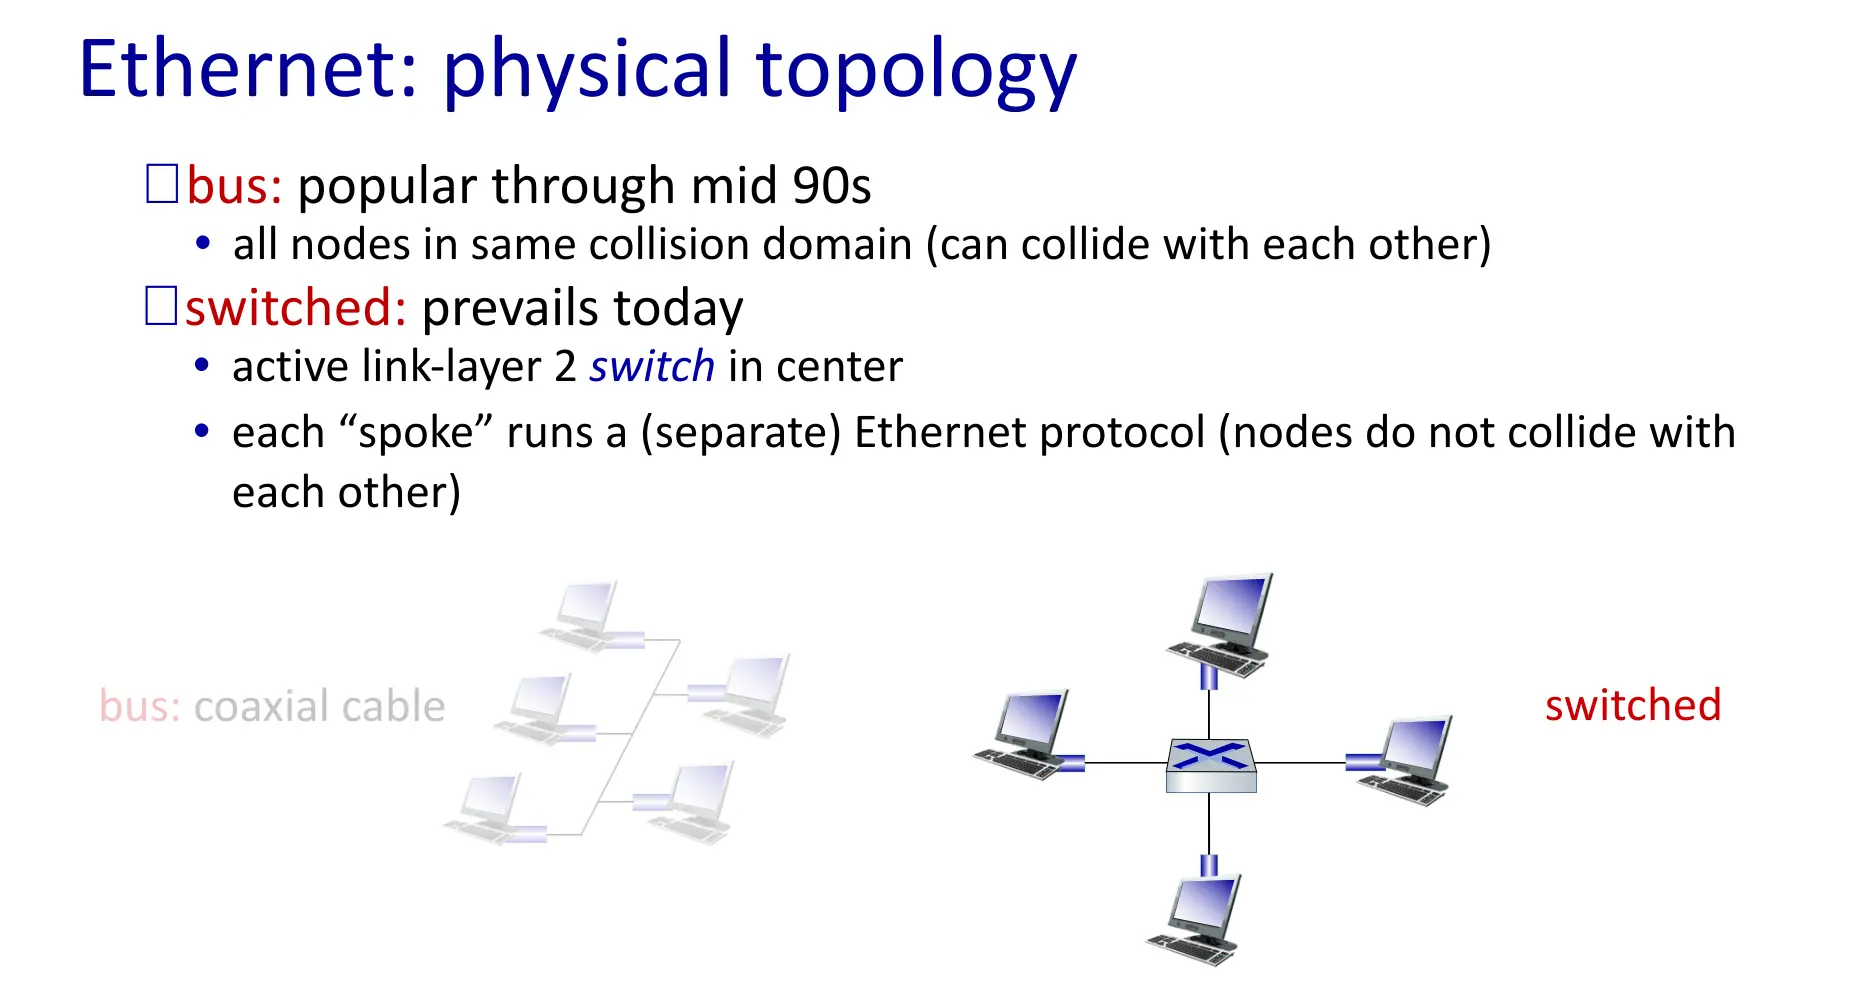 Ethernet: physical topology
□bus: popular through mid 90s
• all nodes in same collision domain (can collide with each other)
□switched: prevails today
• active link-layer 2 switch in center
• each “spoke” runs a (separate) Ethernet protocol (nodes do not collide with
each other)
bus: coaxial cable
switched